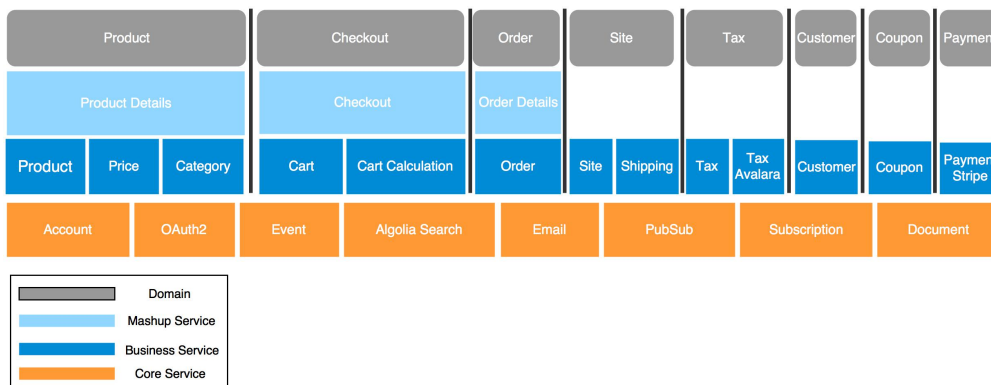 Product
Checkout
Order
Site
Tax
Customer
Coupon
Paymen
Product Details
Checkout
Order Details
Product
Price
Category
Cart
Cart Calculation
Order
Site
Shipping
Tax
Tax
Avalara
Customer
Coupon
Paymen
Stripe
Account
OAuth2
Event
Algolia Search
Email
PubSub
Subscription
Document
Domain
Mashup Service
Business Service
Core Service